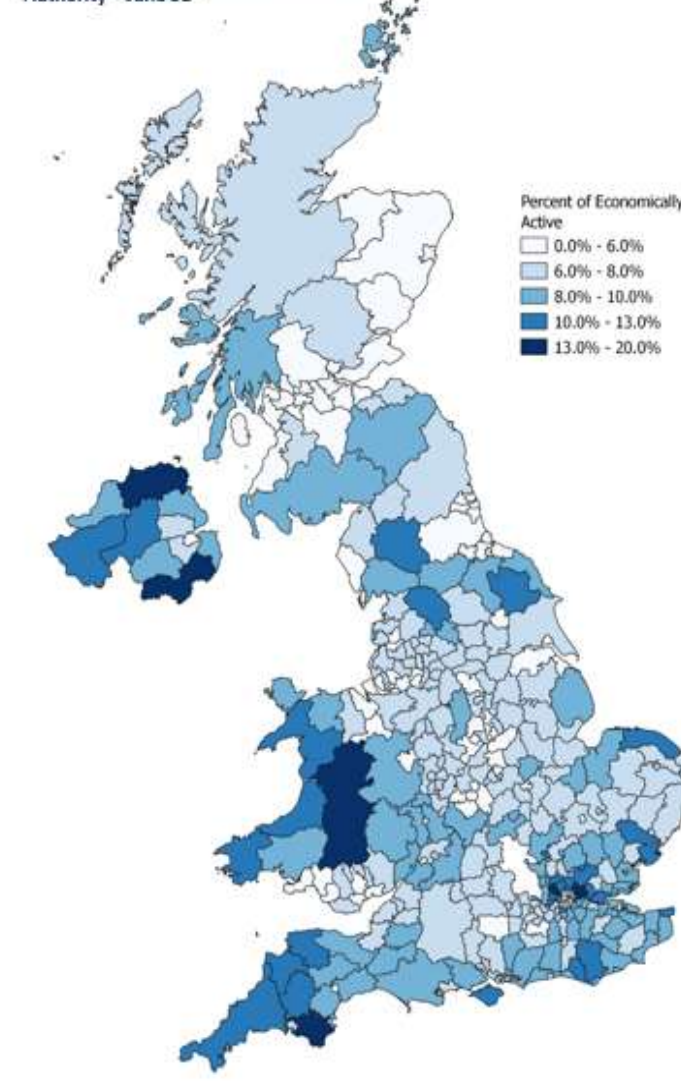 Percent of Economically
Active
0.0% - 6.0%
6.0% - 8.0%
8.0% - 10.0%
10.0% - 13.0%
13.0% - 20.0%